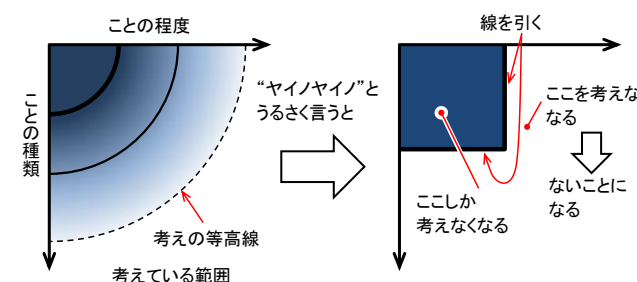 ことの程度
ことの種類
考えの等高線
考えている範囲
“ヤイノヤイノ”と
うるさく言うと
線を引く
ここを考えな
なる
ないことに
なる
ここしか
考えなくなる